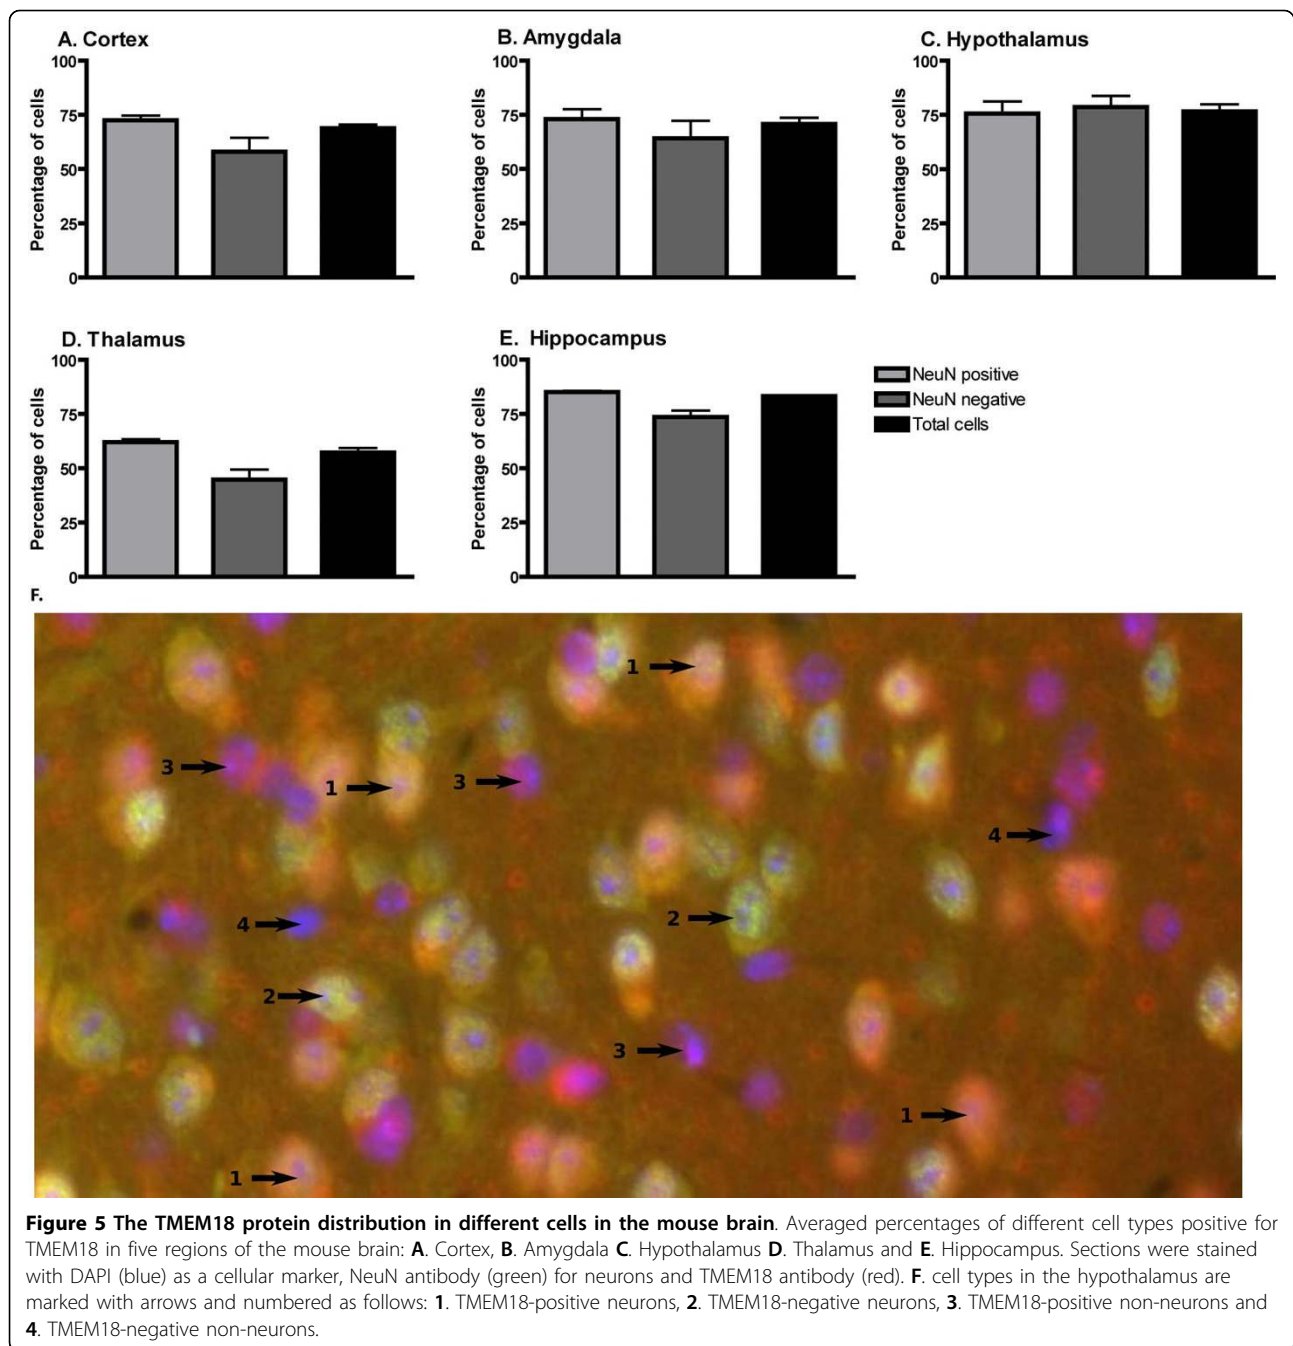 A. Cortex
B. Amygdala
C. Hypothalamus
Percentage of cells
100
75
50
25
0
Percentage of cells
100
75
50
25
0
Percentage of cells
100
75
50
25
0
D. Thalamus
E. Hippocampus
Percentage of cells
100
75
50
25
0
Percentage of cells
100
75
50
25
0
NeuN positive
NeuN negative
Total cells
F.
1
3
1
3
4
4
2
2
3
1
1
Figure 5 The TMEM18 protein distribution in different cells in the mouse brain. Averaged percentages of different cell types positive for
TMEM18 in five regions of the mouse brain: A. Cortex, B. Amygdala C. Hypothalamus D. Thalamus and E. Hippocampus. Sections were stained
with DAPI (blue) as a cellular marker, NeuN antibody (green) for neurons and TMEM18 antibody (red). F. cell types in the hypothalamus are
marked with arrows and numbered as follows: 1. TMEM18-positive neurons, 2. TMEM18-negative neurons, 3. TMEM18-positive non-neurons and
4. TMEM18-negative non-neurons.